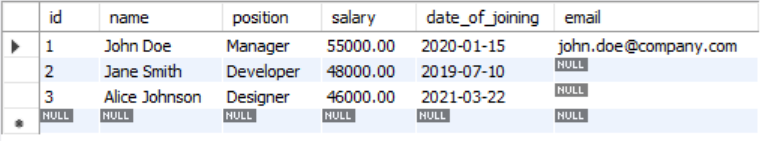 id name position salary date_of_joining email
1 John Doe Manager 55000.00 2020-01-15 john.doe@company.com
2 Jane Smith Developer 48000.00 2019-07-10 NULL
3 Alice Johnson Designer 46000.00 2021-03-22 NULL
NULL NULL NULL NULL NULL NULL